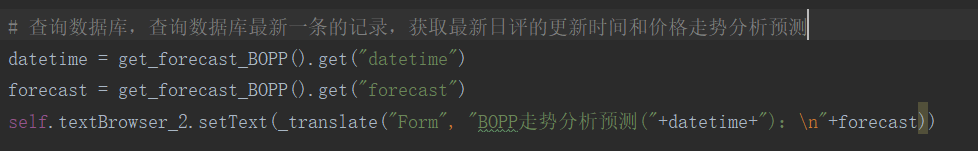 # 查询数据库，查询数据库最新一条的记录，获取最新日评的更新时间和价格走势分析预测
datetime = get_forecast_BOPP().get("datetime")
forecast = get_forecast_BOPP().get("forecast")
self.textBrowser_2.setText(_translate("Form", "BOPP走势分析预测("+datetime+"): \n"+forecast))